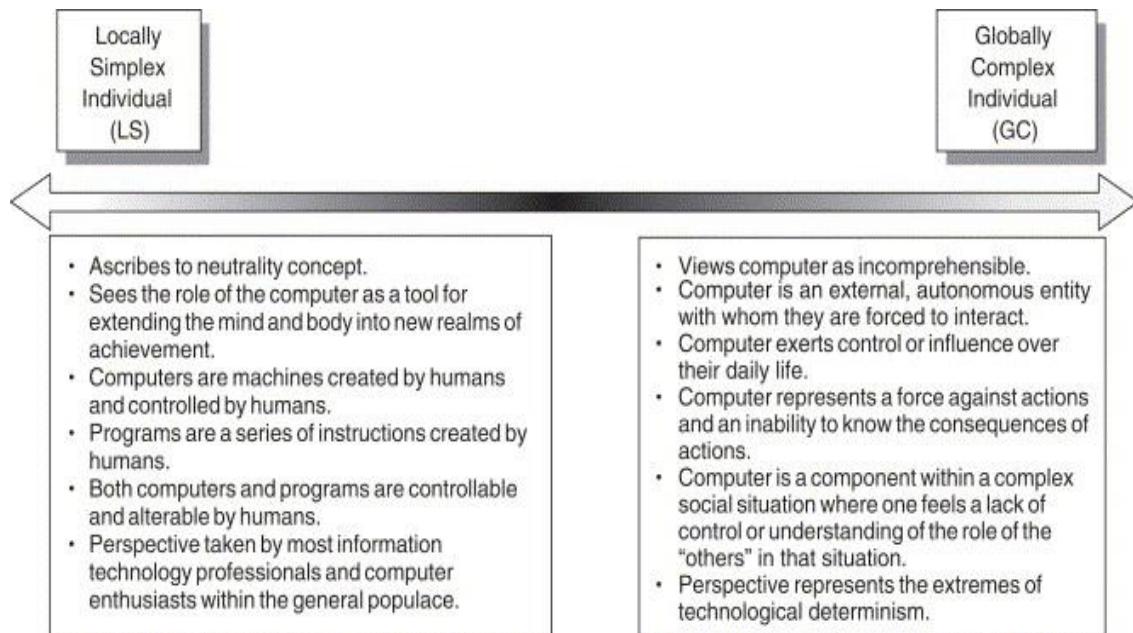 Locally
Simplex
Individual
(LS)
Globally
Complex
Individual
(GC)
• Ascribes to neutrality concept.
• Sees the role of the computer as a tool for
extending the mind and body into new realms of
achievement.
• Computers are machines created by humans
and controlled by humans.
• Programs are a series of instructions created by
humans.
• Both computers and programs are controllable
and alterable by humans.
• Perspective taken by most information
technology professionals and computer
enthusiasts within the general populace.
• Views computer as incomprehensible.
• Computer is an external, autonomous entity
with whom they are forced to interact.
• Computer exerts control or influence over
their daily life.
• Computer represents a force against actions
and an inability to know the consequences of
actions.
• Computer is a component within a complex
social situation where one feels a lack of
control or understanding of the role of the
“others” in that situation.
• Perspective represents the extremes of
technological determinism.